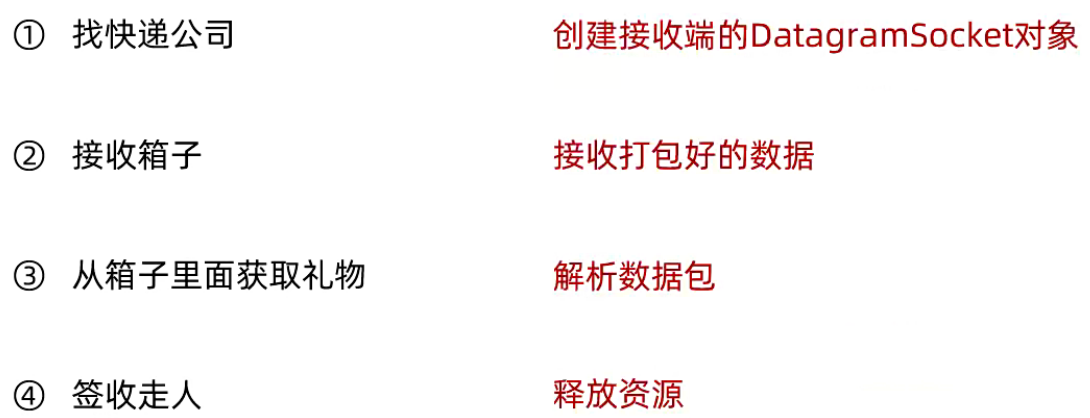 ① 找快递公司 创建接收端的DatagramSocket对象
② 接收箱子 接收打包好的数据
③ 从箱子里面获取礼物 解析数据包
④ 签收走人 释放资源